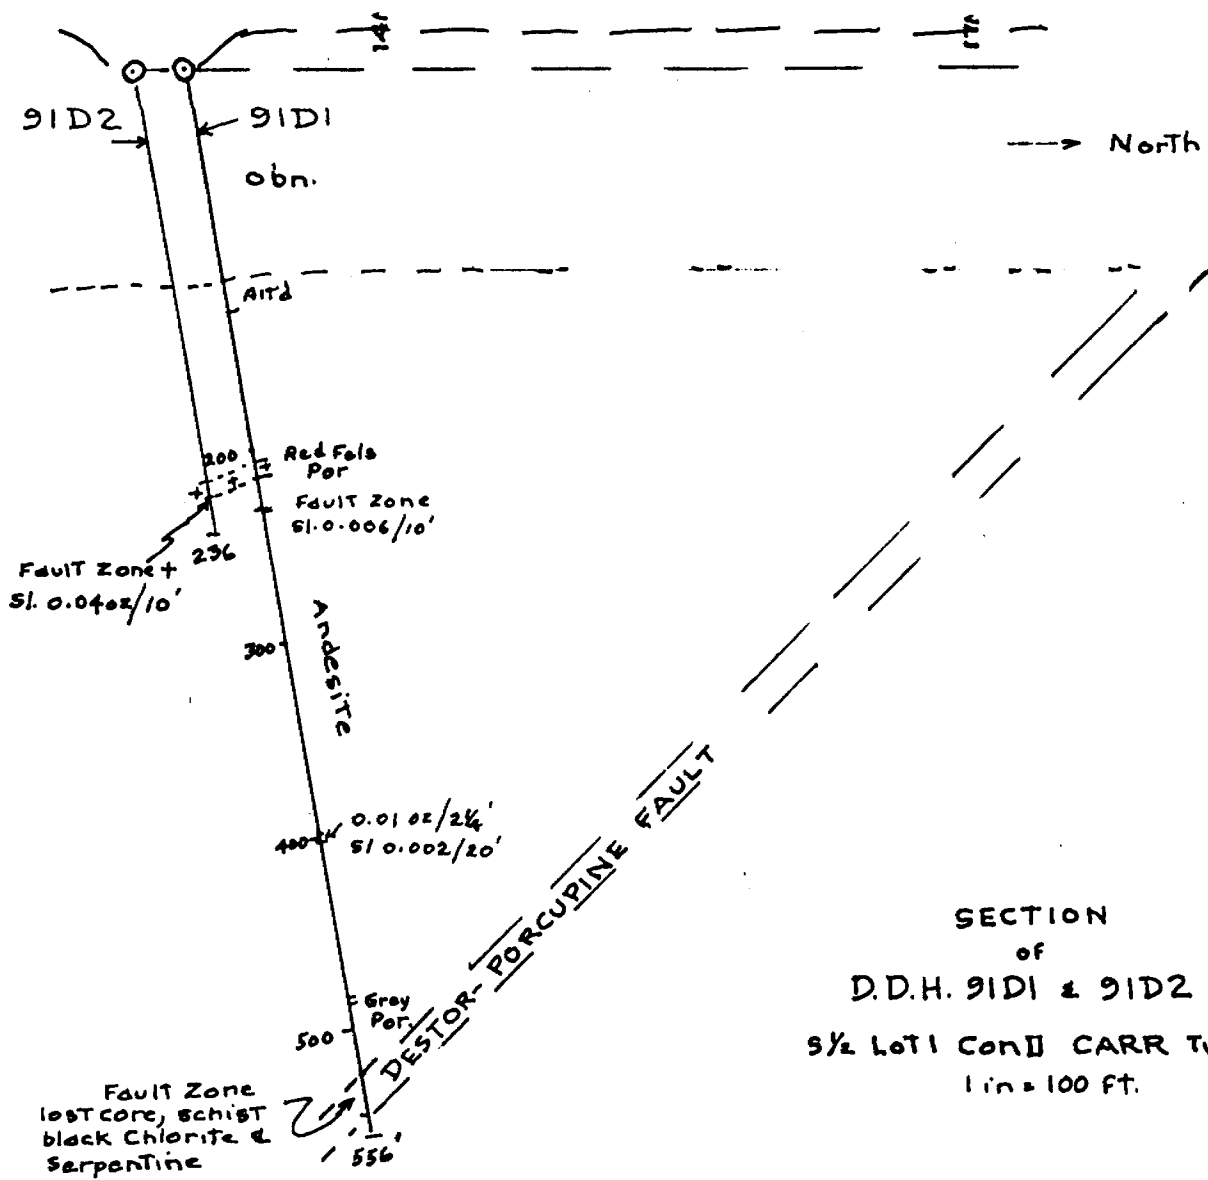 91D2
91D1
Obn.
North
Altd
200
Red Fels
Por
Fault Zone
Sl. 0.006/10'
236
Fault Zone +
Sl. 0.04oz/10'
Andesite
300
400
0.01 oz/2¼'
Sl 0.002/20'
Grey
Por.
500
DESTOR-PORCUPINE FAULT
Fault Zone
lost core, schist
black Chlorite &
Serpentine
556'
SECTION
of
D.D.H. 91D1 & 91D2
S½ Lot 1 Con II CARR
1 in = 100 Ft.